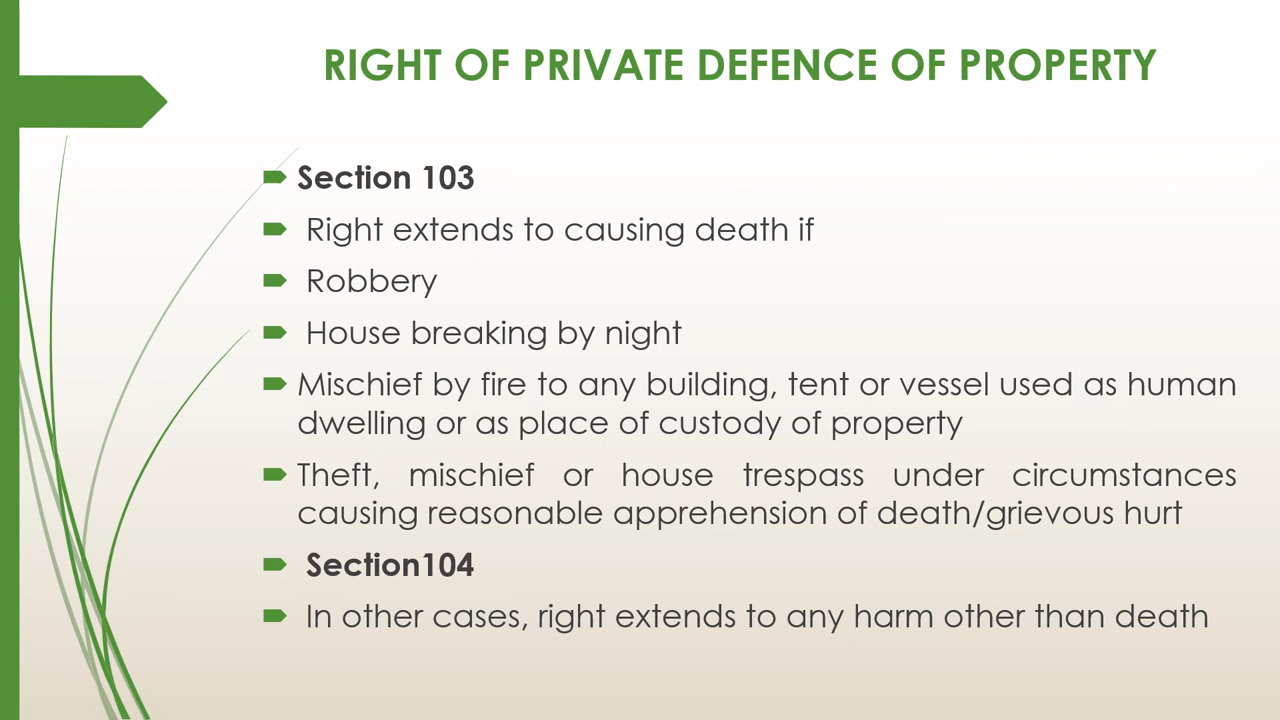 RIGHT OF PRIVATE DEFENCE OF PROPERTY
Section 103
Right extends to causing death if
Robbery
House breaking by night
Mischief by fire to any building, tent or vessel used as human
dwelling or as place of custody of property
Theft, mischief or house trespass under circumstances
causing reasonable apprehension of death/grievous hurt
Section104
In other cases, right extends to any harm other than death